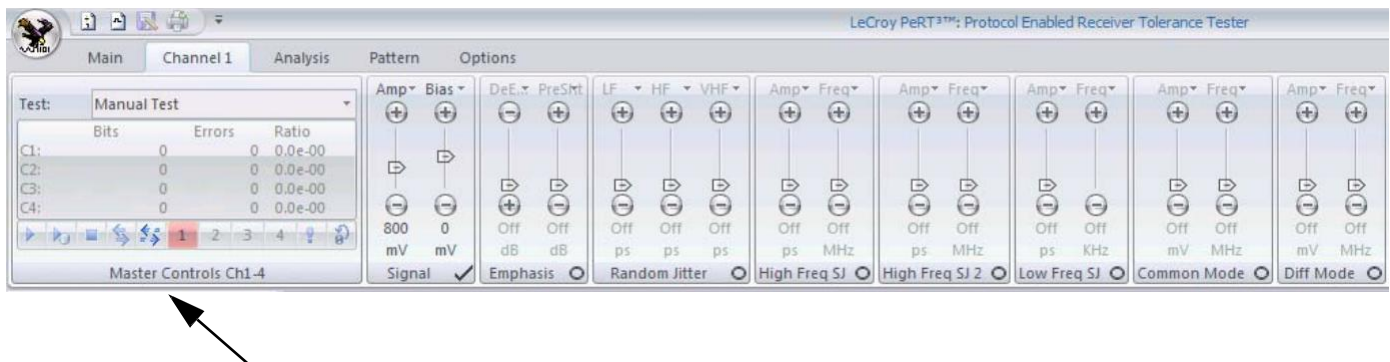 LeCroy PeRT³™: Protocol Enabled Receiver Tolerance Tester
Main Channel 1 Analysis Pattern Options
Test: Manual Test
Bits Errors Ratio
C1: 0 0 0.0e-00
C2: 0 0 0.0e-00
C3: 0 0 0.0e-00
C4: 0 0 0.0e-00
1 2 3 4
Master Controls Ch1-4
Amp Bias
800 0
mV mV
Signal
DeE.. PreSht
Off Off
dB dB
Emphasis
LF HF VHF
Off Off Off
ps ps ps
Random Jitter
Amp Freq
Off Off
ps MHz
High Freq SJ
Amp Freq
Off Off
ps MHz
High Freq SJ 2
Amp Freq
Off Off
ps KHz
Low Freq SJ
Amp Freq
Off Off
mV MHz
Common Mode
Amp Freq
Off Off
mV MHz
Diff Mode